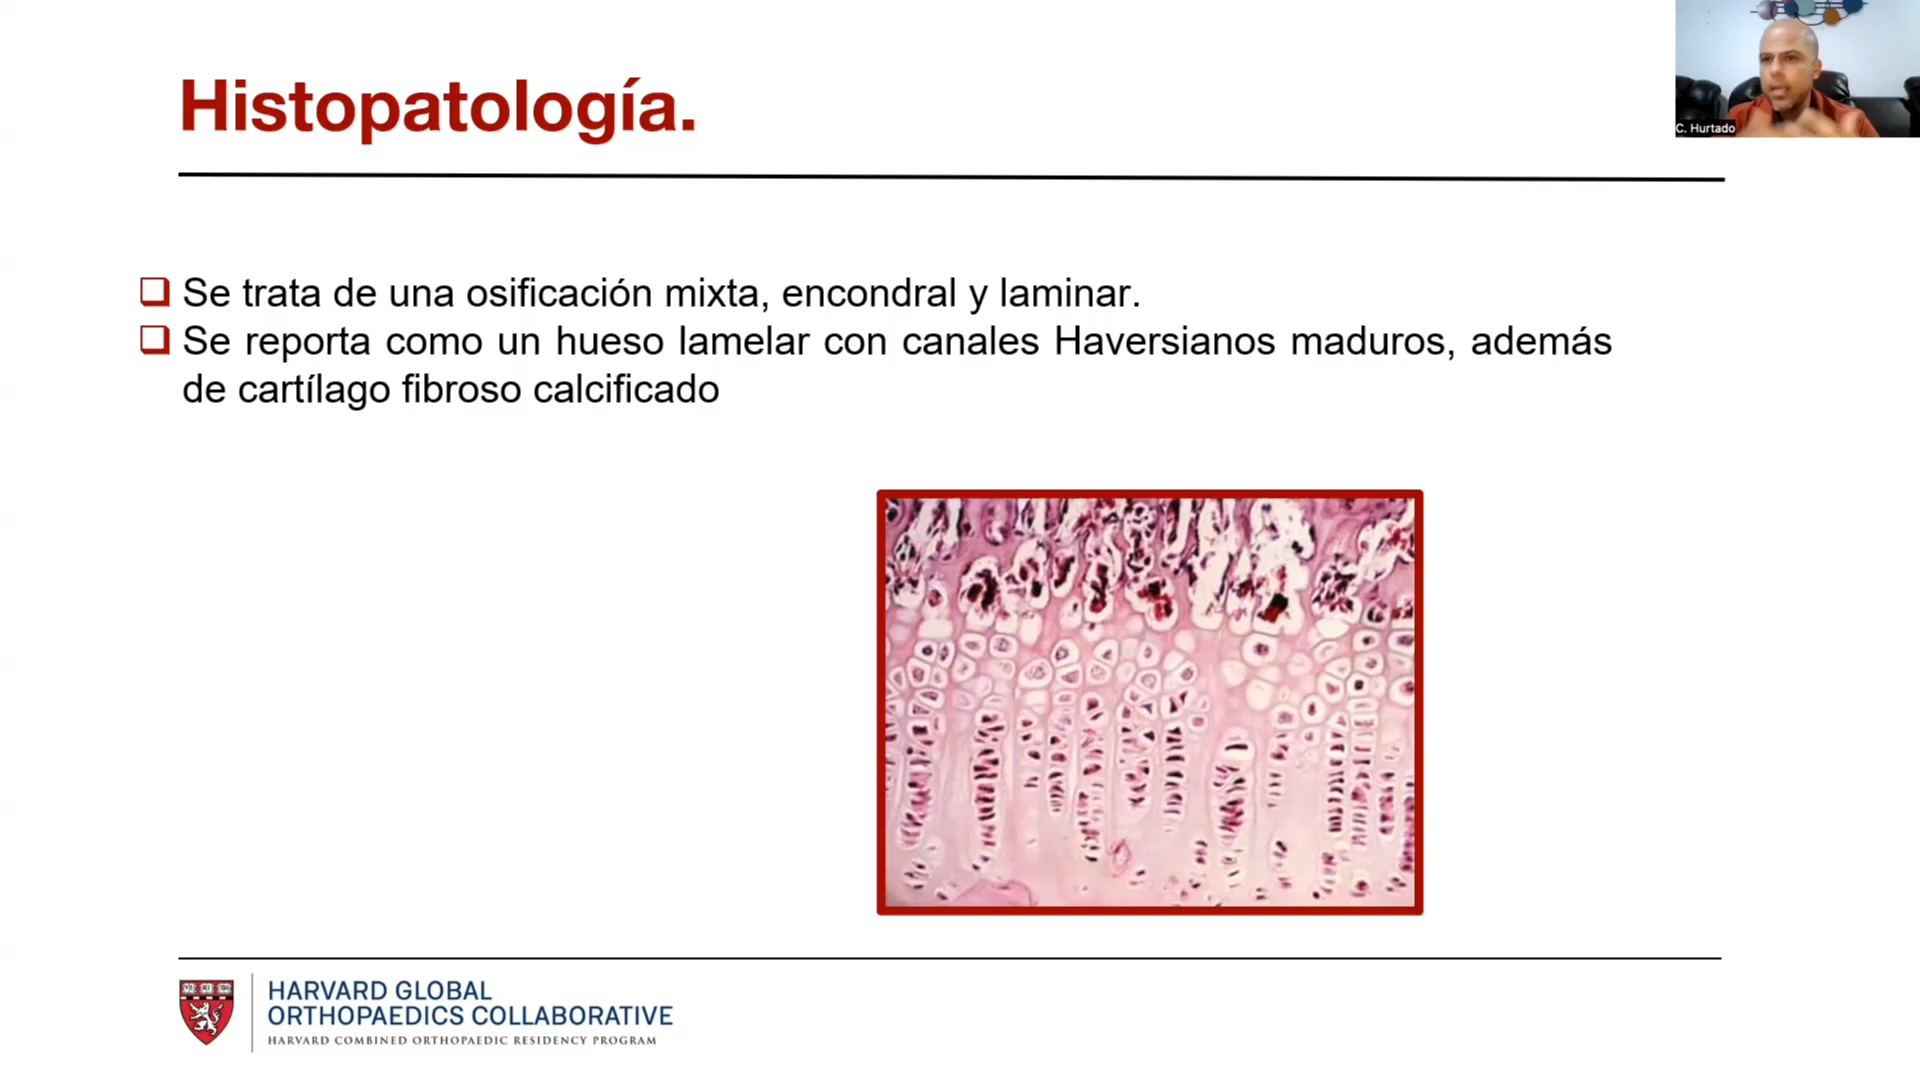 Histopatología.
C. Hurtado
Se trata de una osificación mixta, encondral y laminar.
Se reporta como un hueso lamelar con canales Haversianos maduros, además
de cartílago fibroso calcificado
HARVARD GLOBAL
ORTHOPAEDICS COLLABORATIVE
HARVARD COMBINED ORTHOPAEDIC RESIDENCY PROGRAM